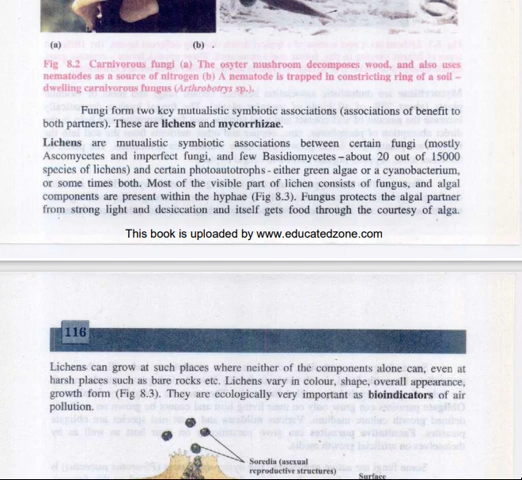 (a)
(b)
Fig 8.2 Carnivorous fungi (a) The osyter mushroom decomposes wood, and also uses
nematodes as a source of nitrogen (b) A nematode is trapped in constricting ring of a soil –
dwelling carnivorous fungus (Arthrobotrys sp.).
Fungi form two key mutualistic symbiotic associations (associations of benefit to
both partners). These are lichens and mycorrhizae.
Lichens are mutualistic symbiotic associations between certain fungi (mostly
Ascomycetes and imperfect fungi, and few Basidiomycetes – about 20 out of 15000
species of lichens) and certain photoautotrophs - either green algae or a cyanobacterium,
or some times both. Most of the visible part of lichen consists of fungus, and algal
components are present within the hyphae (Fig 8.3). Fungus protects the algal partner
from strong light and desiccation and itself gets food through the courtesy of alga.
This book is uploaded by www.educatedzone.com
116
Lichens can grow at such places where neither of the components alone can, even at
harsh places such as bare rocks etc. Lichens vary in colour, shape, overall appearance,
growth form (Fig 8.3). They are ecologically very important as bioindicators of air
pollution.
Soredia (asexual
reproductive structures)
Surface